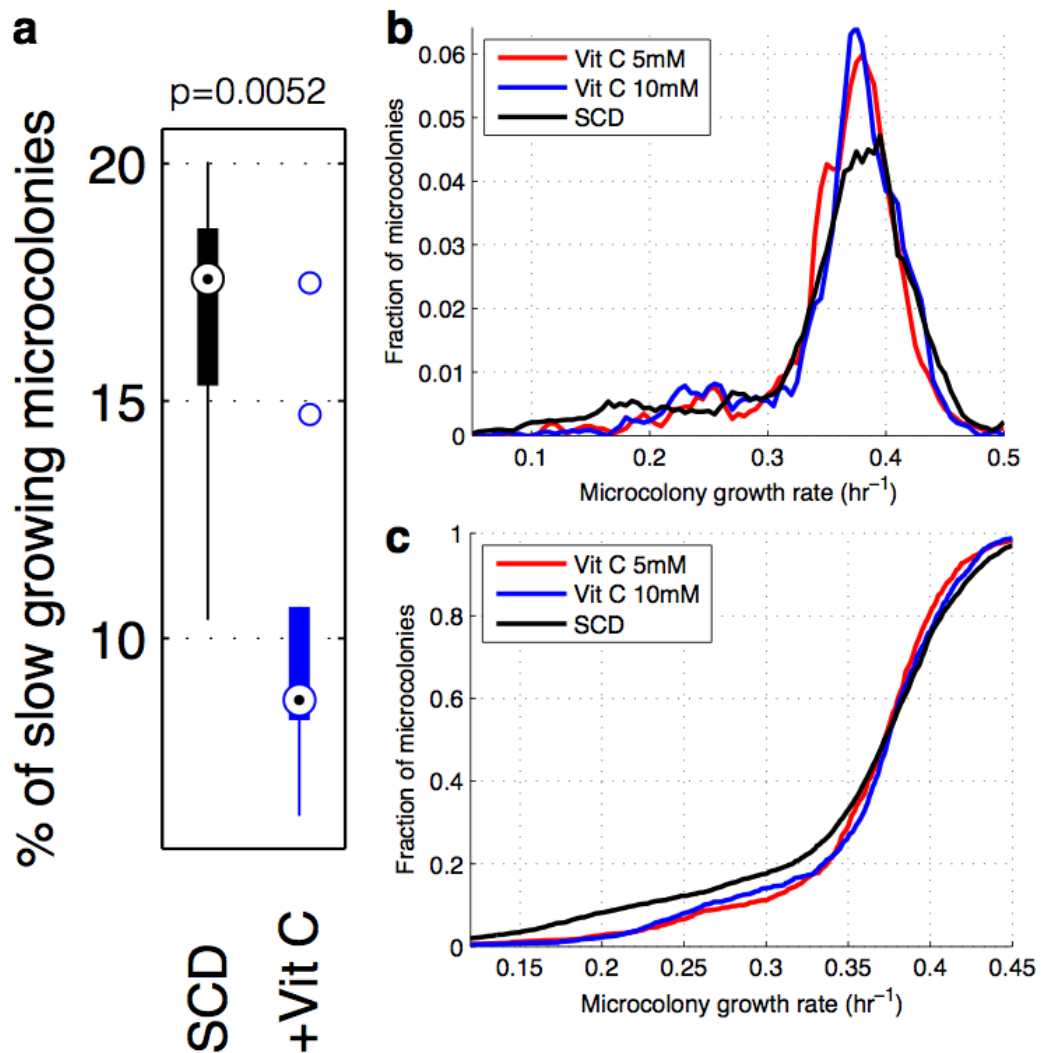 a
p=0.0052
% of slow growing microcolonies
20
15
10
SCD
+Vit C
b
Fraction of microcolonies
0.06
0.05
0.04
0.03
0.02
0.01
0
Vit C 5mM
Vit C 10mM
SCD
0.1 0.2 0.3 0.4 0.5
Microcolony growth rate (hr⁻¹)
c
Fraction of microcolonies
1
0.8
0.6
0.4
0.2
0
Vit C 5mM
Vit C 10mM
SCD
0.15 0.2 0.25 0.3 0.35 0.4 0.45
Microcolony growth rate (hr⁻¹)